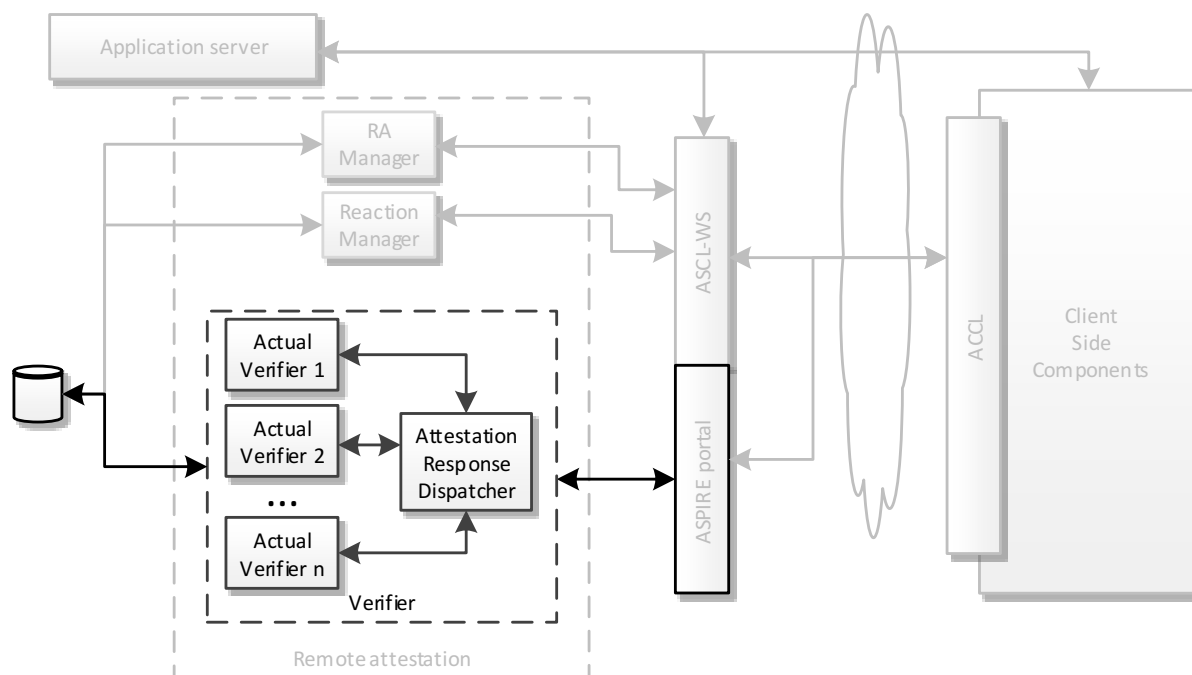 Application server
RA
Manager
Reaction
Manager
ASCL-WS
ACCL
Client
Side
Components
Actual
Verifier 1
Actual
Verifier 2
...
Actual
Verifier n
Attestation
Response
Dispatcher
ASPIRE portal
Verifier
Remote attestation